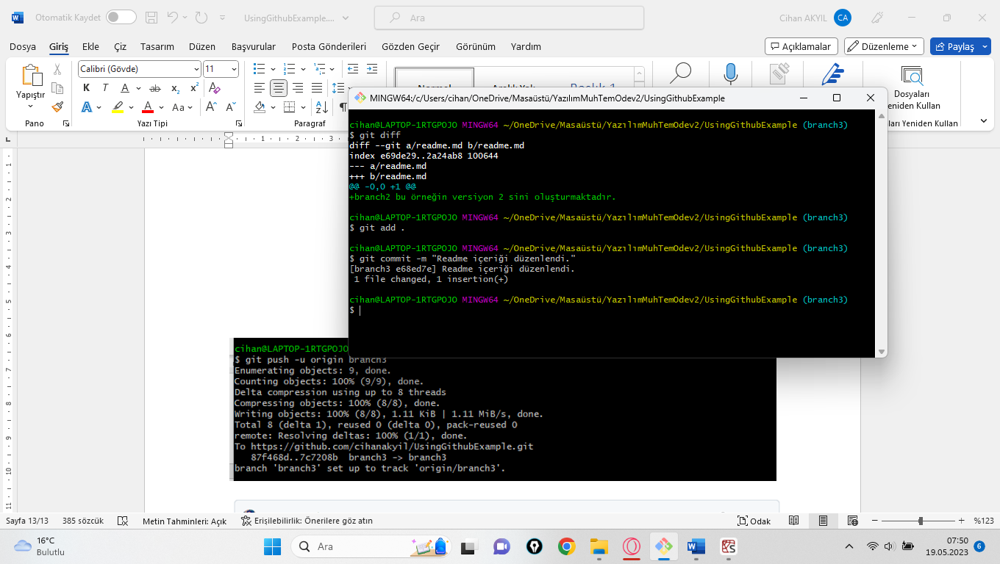 Otomatik Kaydet
UsingGithubExample....
Ara
Cihan AKYIL
CA
Dosya Giriş Ekle Çiz Tasarım Düzen Başvurular Posta Gönderileri Gözden Geçir Görünüm Yardım
Açıklamalar Düzenleme Paylaş
Yapıştır
Pano
Calibri (Gövde) 11
K T A ab x₂ x² A
A A Aa A A
Yazı Tipi
Paragraf
Dosyaları
Yeniden Kullan
1 2 3
MINGW64:/c/Users/cihan/OneDrive/Masaüstü/YazılımMuhTemOdev2/UsingGithubExample
cihan@LAPTOP-1RTGPOJO MINGW64 ~/OneDrive/Masaüstü/YazılımMuhTemOdev2/UsingGithubExample (branch3)
$ git diff
diff --git a/readme.md b/readme.md
index e69de29..2a24ab8 100644
--- a/readme.md
+++ b/readme.md
@@ -0,0 +1 @@
+branch2 bu örneğin versiyon 2 sini oluşturmaktadır.
cihan@LAPTOP-1RTGPOJO MINGW64 ~/OneDrive/Masaüstü/YazılımMuhTemOdev2/UsingGithubExample (branch3)
$ git add .
cihan@LAPTOP-1RTGPOJO MINGW64 ~/OneDrive/Masaüstü/YazılımMuhTemOdev2/UsingGithubExample (branch3)
$ git commit -m "Readme içeriği düzenlendi."
[branch3 e68ed7e] Readme içeriği düzenlendi.
1 file changed, 1 insertion(+)
cihan@LAPTOP-1RTGPOJO MINGW64 ~/OneDrive/Masaüstü/YazılımMuhTemOdev2/UsingGithubExample (branch3)
$
cihan@LAPTOP-1RTGPOJO
$ git push -u origin branch3
Enumerating objects: 9, done.
Counting objects: 100% (9/9), done.
Delta compression using up to 8 threads
Compressing objects: 100% (8/8), done.
Writing objects: 100% (8/8), 1.11 KiB | 1.11 MiB/s, done.
Total 8 (delta 1), reused 0 (delta 0), pack-reused 0
remote: Resolving deltas: 100% (1/1), done.
To https://github.com/cihanakyil/UsingGithubExample.git
87f468d..7c7208b branch3 -> branch3
branch 'branch3' set up to track 'origin/branch3'.
Sayfa 13/13 385 sözcük Metin Tahminleri: Açık Erişilebilirlik: Önerilere göz atın Odak %123
16°C
Bulutlu
Ara
07:50
19.05.2023
6